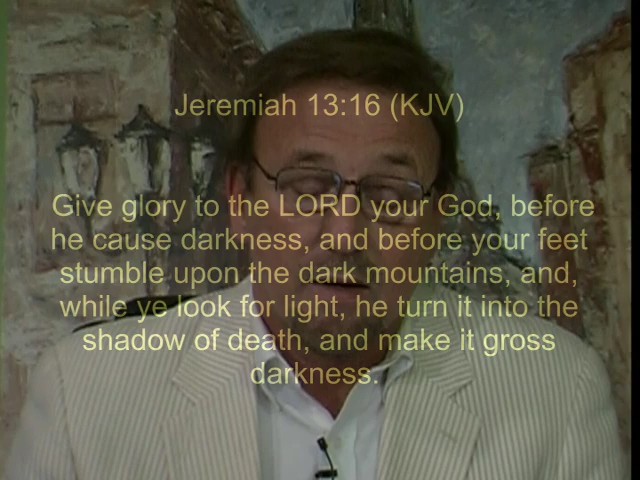 Jeremiah 13:16 (KJV)
Give glory to the LORD your God, before
he cause darkness, and before your feet
stumble upon the dark mountains, and,
while ye look for light, he turn it into the
shadow of death, and make it gross
darkness.